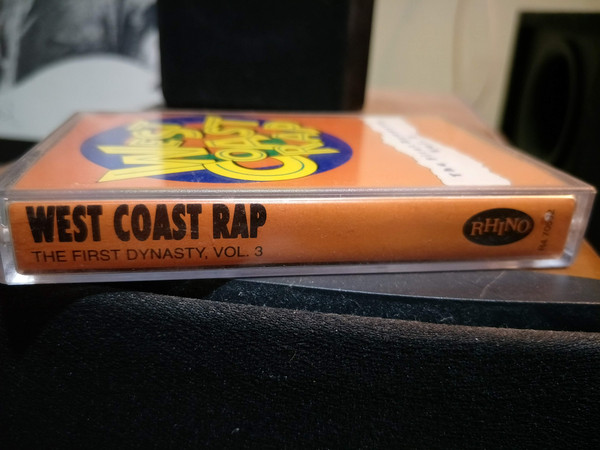 WEST
COAST
RAP
WEST COAST RAP
THE FIRST DYNASTY, VOL. 3
RHINO